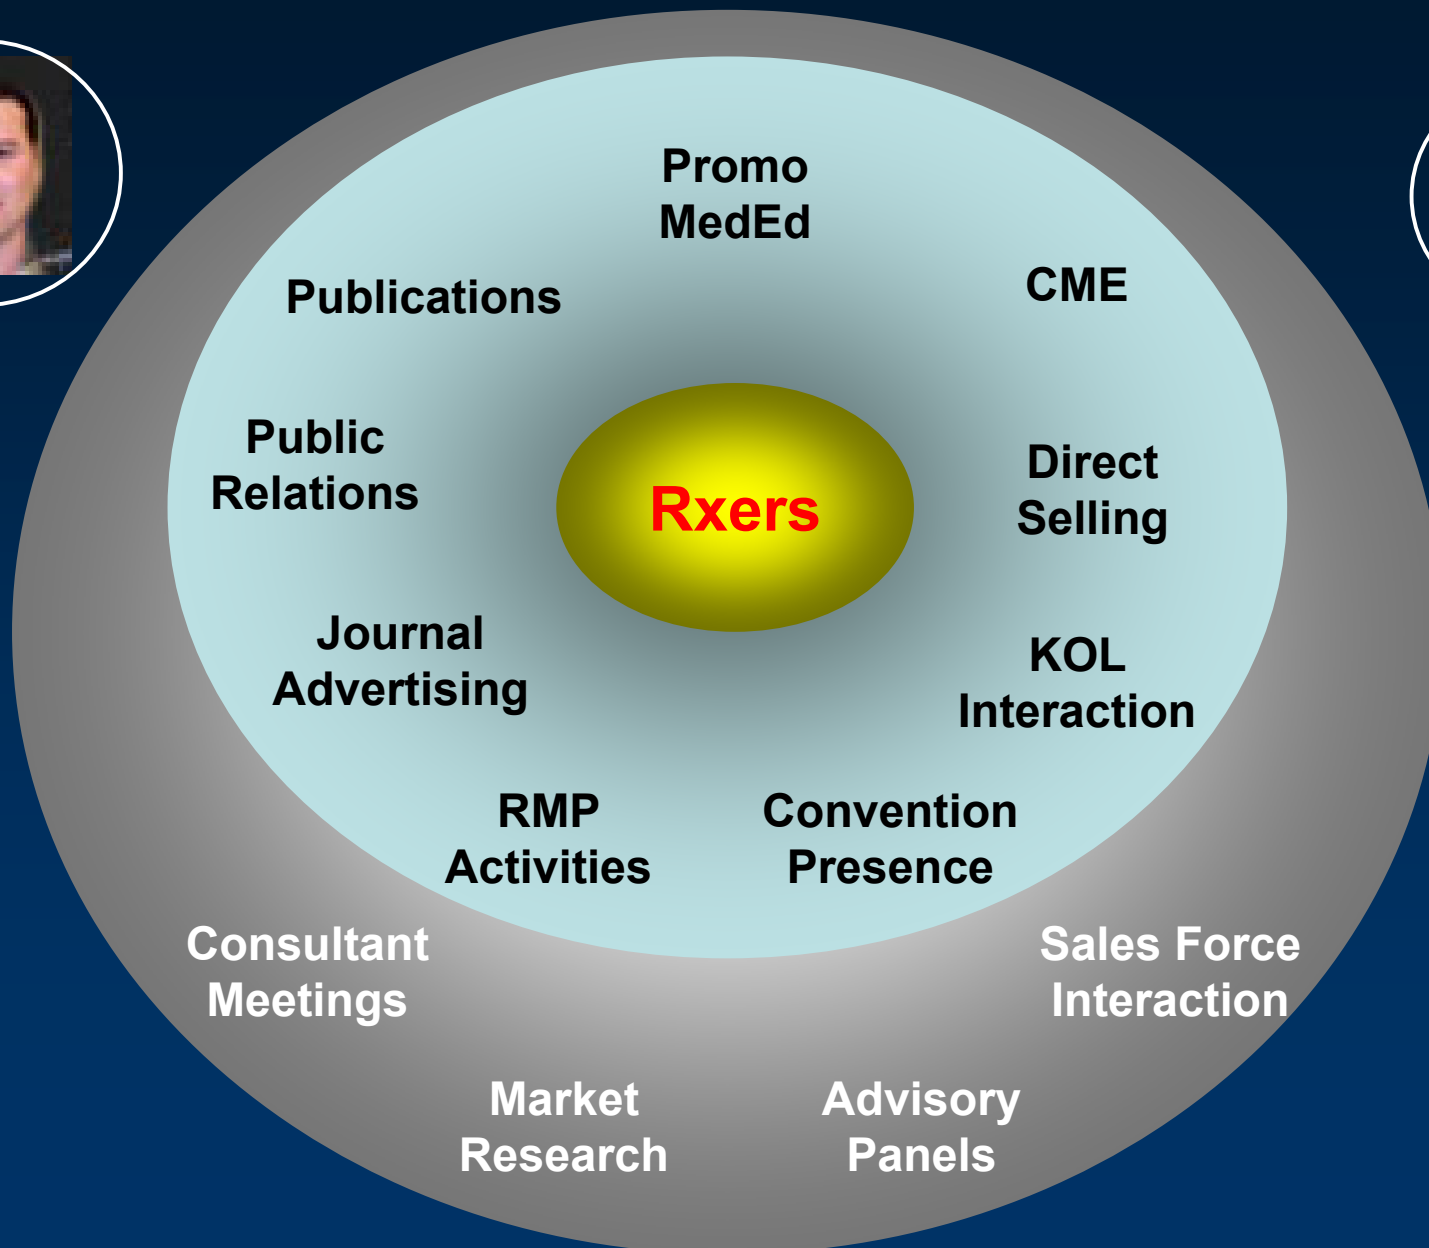 Promo
MedEd
Publications
CME
Public
Relations
Direct
Selling
Rxers
Journal
Advertising
KOL
Interaction
RMP
Activities
Convention
Presence
Consultant
Meetings
Sales Force
Interaction
Market
Research
Advisory
Panels